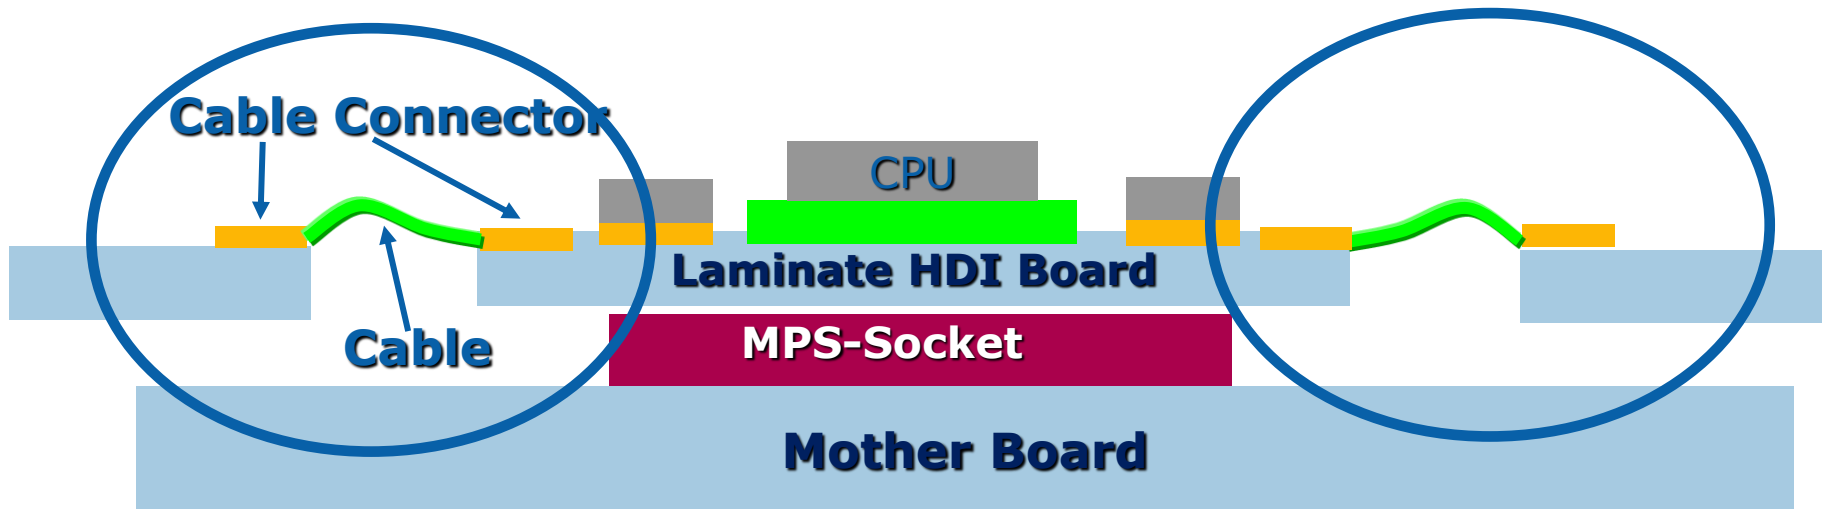 Cable Connector
CPU
Laminate HDI Board
MPS-Socket
Cable
Mother Board